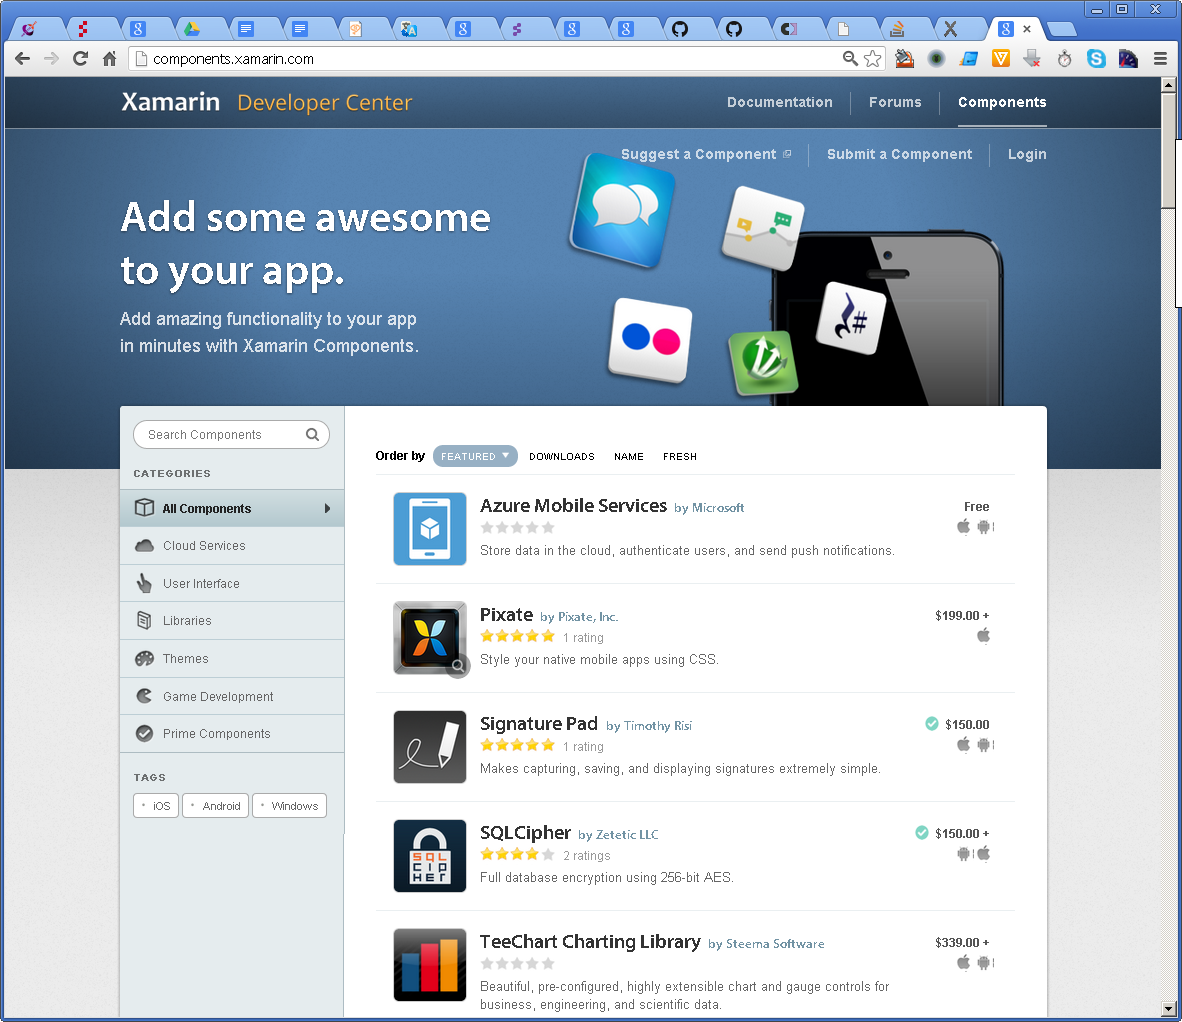 components.xamarin.com
Xamarin Developer Center
Documentation
Forums
Components
Suggest a Component
Submit a Component
Login
Add some awesome
to your app.
Add amazing functionality to your app
in minutes with Xamarin Components.
Search Components
CATEGORIES
All Components
Cloud Services
User Interface
Libraries
Themes
Game Development
Prime Components
TAGS
iOS
Android
Windows
Order by FEATURED DOWNLOADS NAME FRESH
Azure Mobile Services by Microsoft
Free
Store data in the cloud, authenticate users, and send push notifications.
Pixate by Pixate, Inc.
$199.00 +
1 rating
Style your native mobile apps using CSS.
Signature Pad by Timothy Risi
$150.00
1 rating
Makes capturing, saving, and displaying signatures extremely simple.
SQL
CIP
HER
SQLCipher by Zetetic LLC
$150.00 +
2 ratings
Full database encryption using 256-bit AES.
TeeChart Charting Library by Steema Software
$339.00 +
Beautiful, pre-configured, highly extensible chart and gauge controls for
business, engineering, and scientific data.